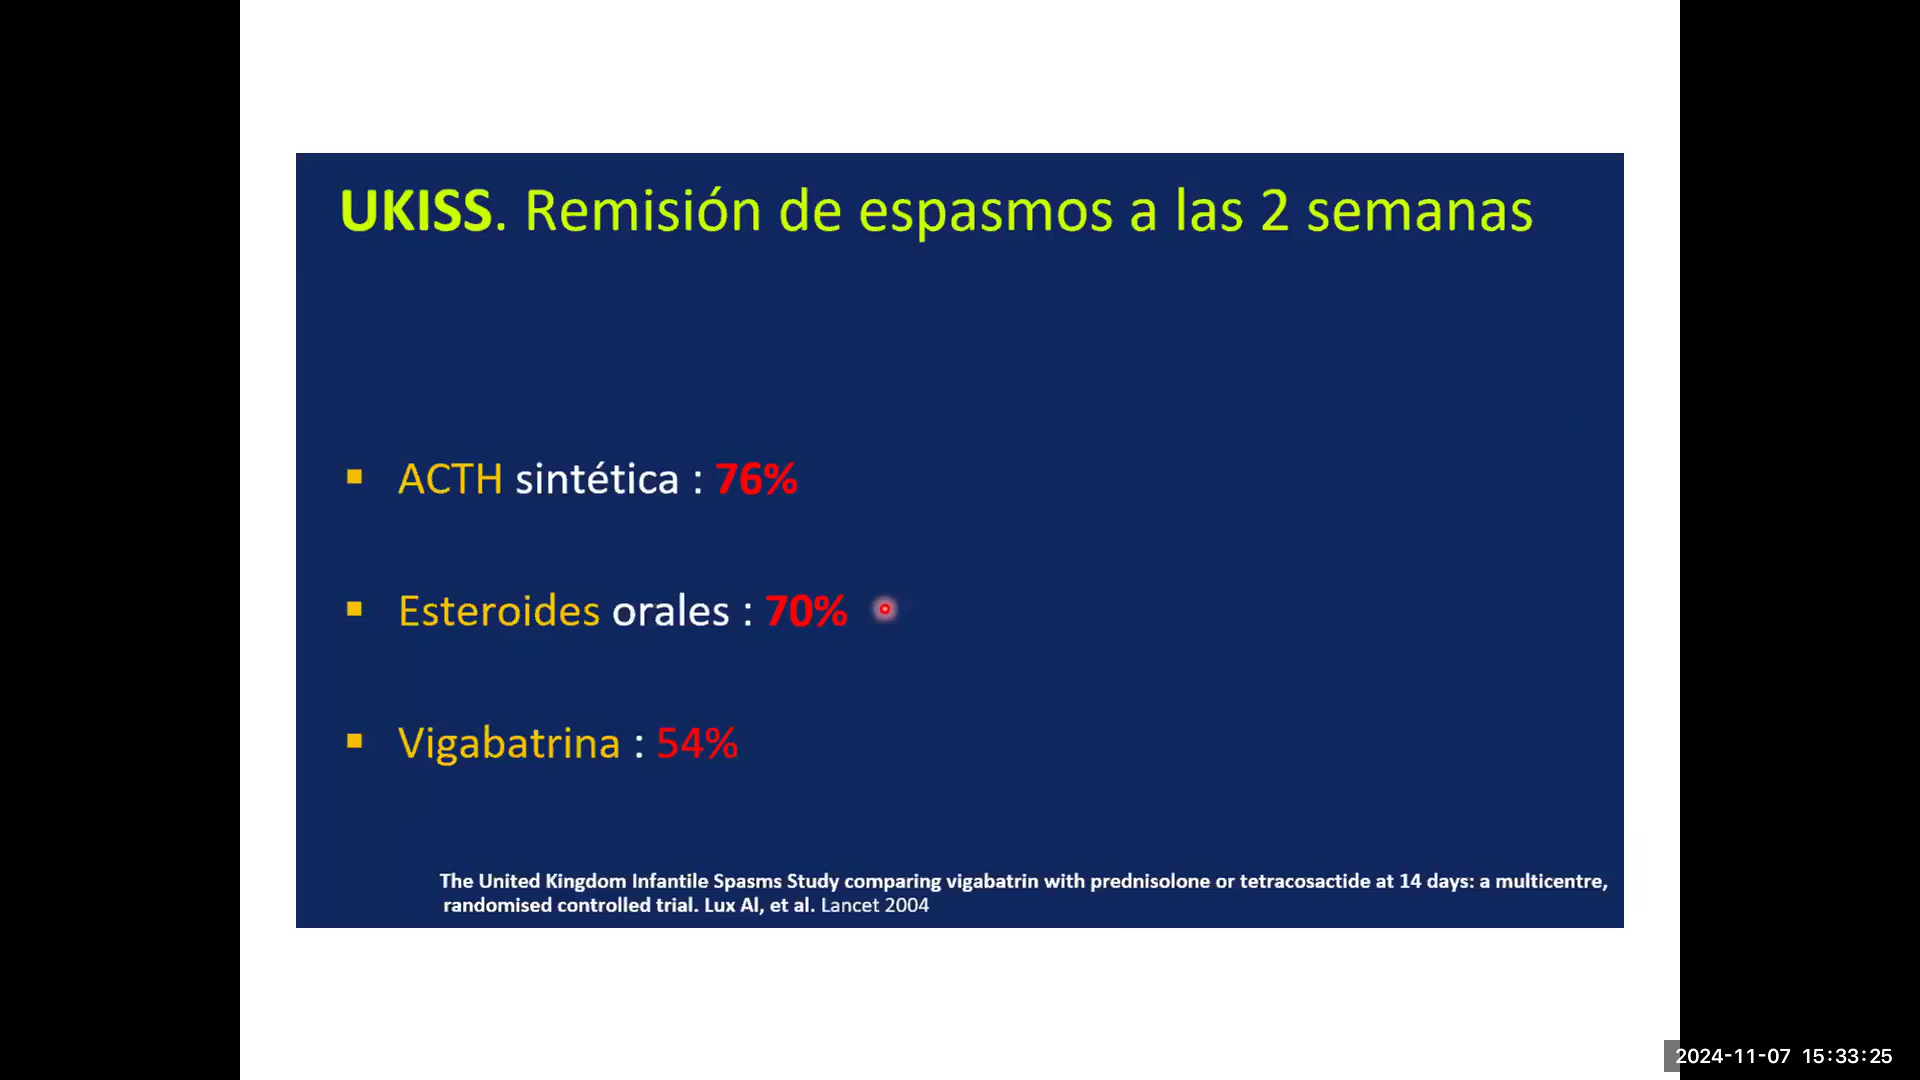 UKISS. Remisión de espasmos a las 2 semanas
ACTH sintética : 76%
Esteroides orales : 70%
Vigabatrina : 54%
The United Kingdom Infantile Spasms Study comparing vigabatrin with prednisolone or tetracosactide at 14 days: a multicentre,
randomised controlled trial. Lux Al, et al. Lancet 2004
2024-11-07 15:33:25